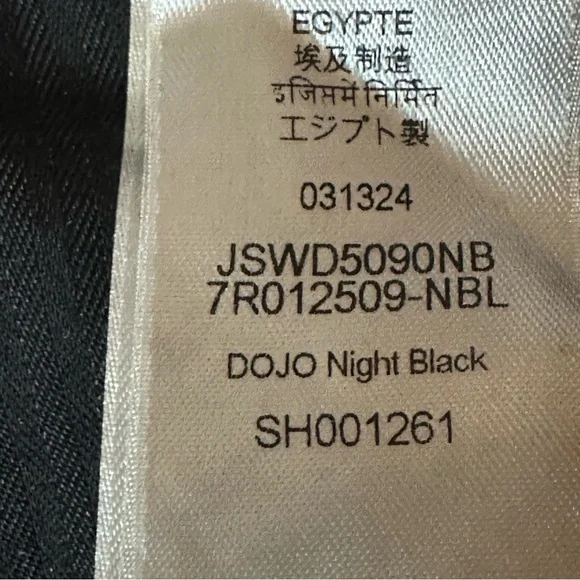 EGYPTE
埃及制造
इजिप्तमें निर्मित
エジプト製
031324
JSWD5090NB
7R012509-NBL
DOJO Night Black
SH001261